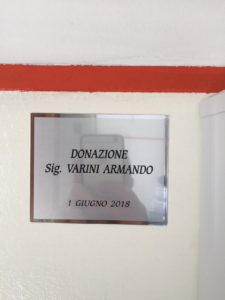 DONAZIONE
Sig. VARINI ARMANDO
1 GIUGNO 2018